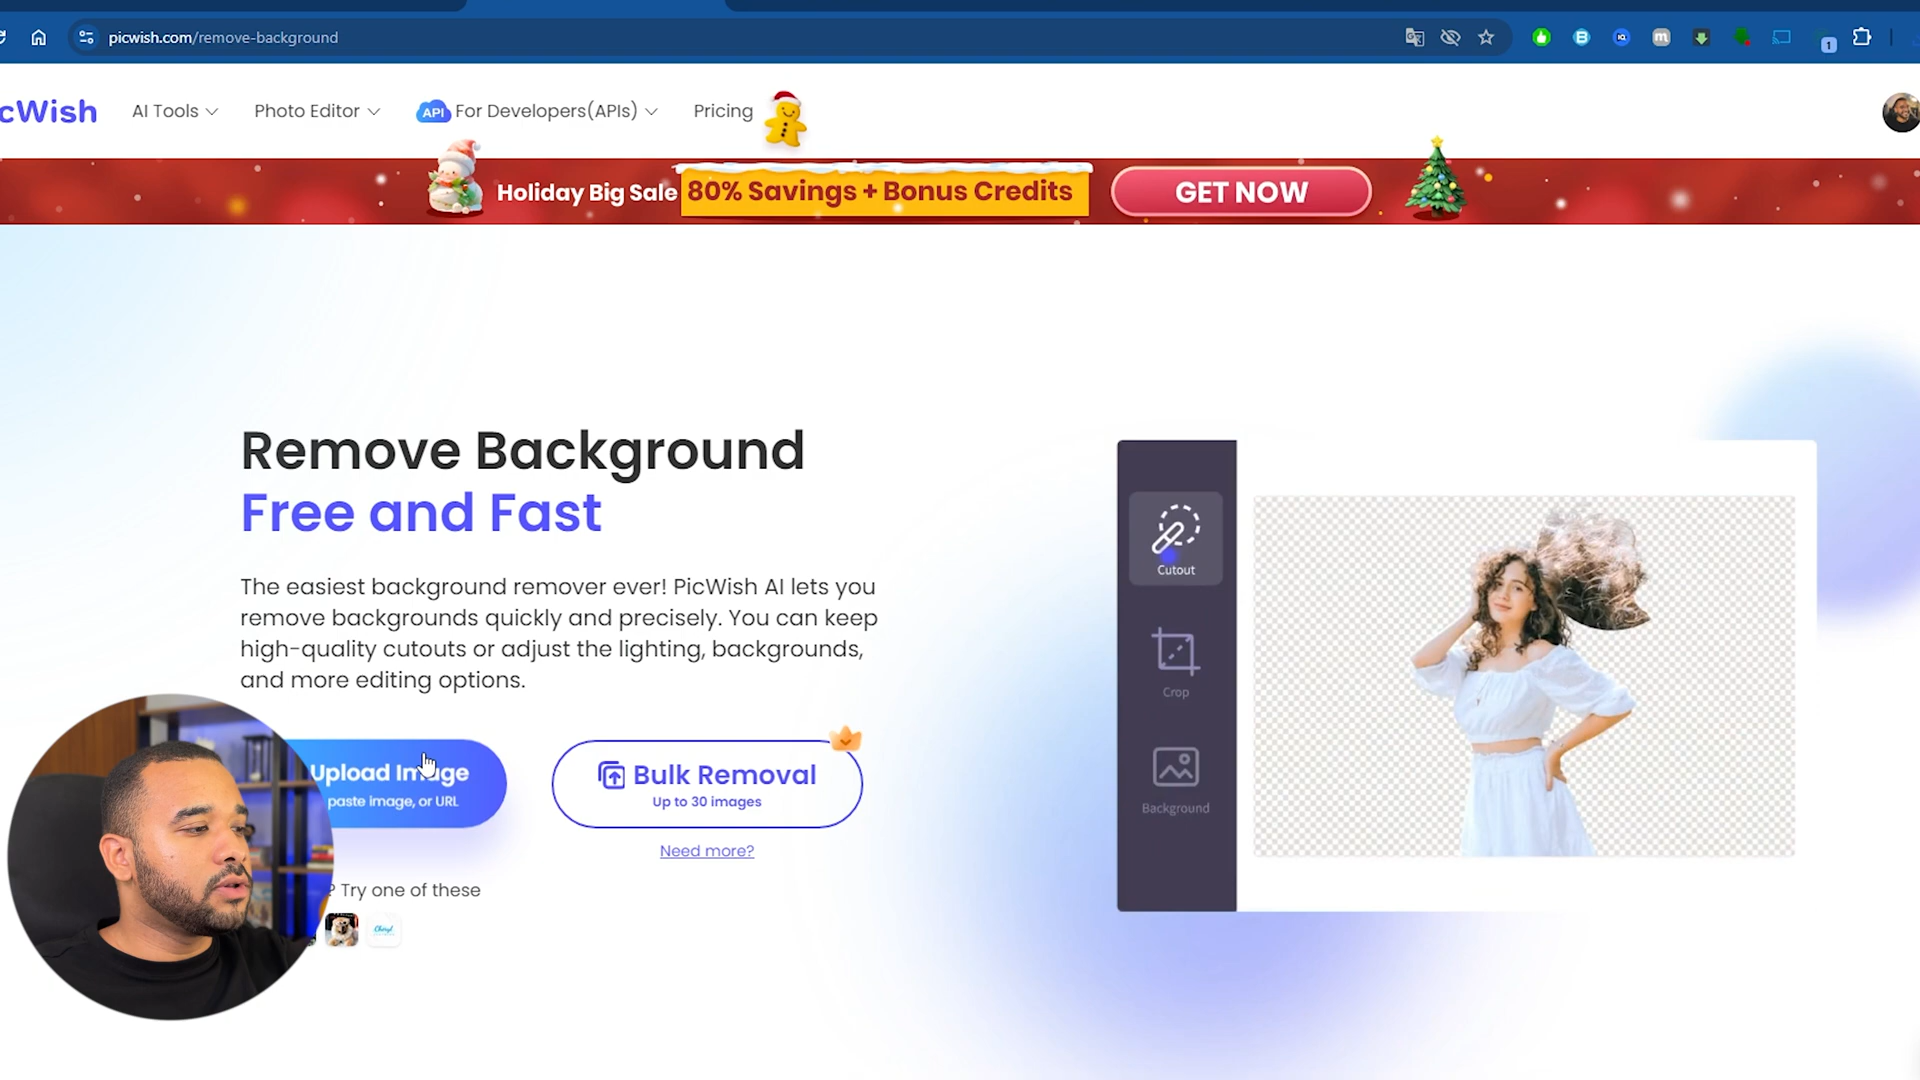 picwish.com/remove-background
1
cWish
AI Tools
Photo Editor
API
For Developers(APIs)
Pricing
Holiday Big Sale
80% Savings + Bonus Credits
GET NOW
Remove Background
Free and Fast
The easiest background remover ever! PicWish AI lets you
remove backgrounds quickly and precisely. You can keep
high-quality cutouts or adjust the lighting, backgrounds,
and more editing options.
Upload Image
paste image, or URL
Bulk Removal
Up to 30 images
Need more?
? Try one of these
Cheryl
Cutout
Crop
Background